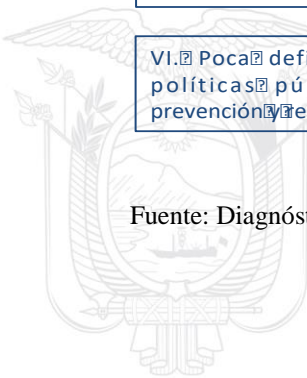 VI. Poca defi
políticas pú
prevención y re
Fuente: Diagnós